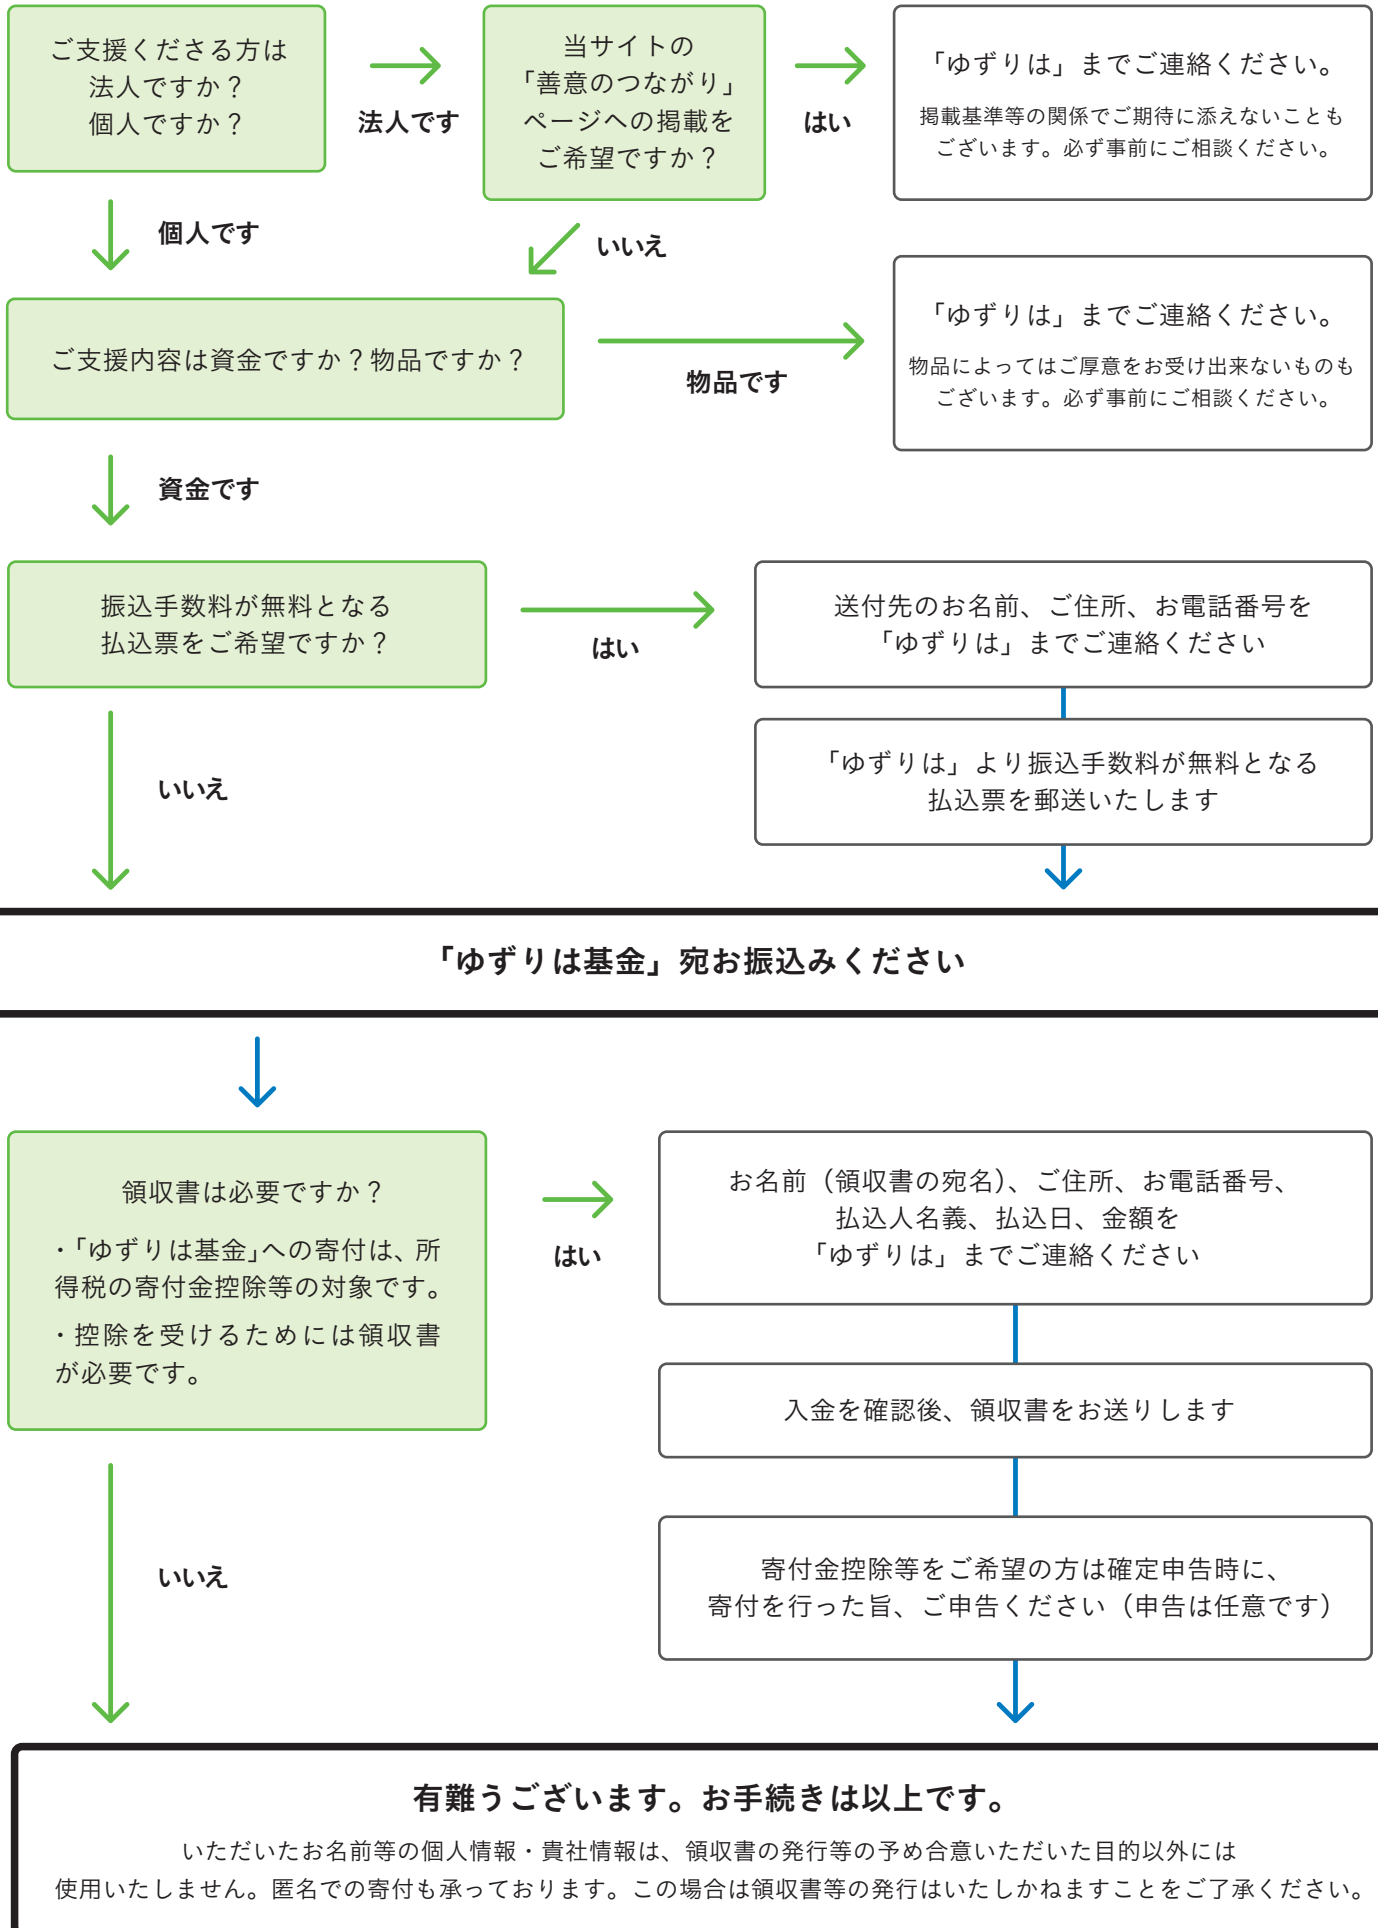 ご支援くださる方は
法人ですか？
個人ですか？
法人です
当サイトの
「善意のつながり」
ページへの掲載を
ご希望ですか？
はい
「ゆずりは」までご連絡ください。
掲載基準等の関係でご期待に添えないことも
ございます。必ず事前にご相談ください。
個人です
いいえ
ご支援内容は資金ですか？物品ですか？
物品です
「ゆずりは」までご連絡ください。
物品によってはご厚意をお受け出来ないものも
ございます。必ず事前にご相談ください。
資金です
振込手数料が無料となる
払込票をご希望ですか？
はい
送付先のお名前、ご住所、お電話番号を
「ゆずりは」までご連絡ください
「ゆずりは」より振込手数料が無料となる
払込票を郵送いたします
いいえ
「ゆずりは基金」宛お振込みください
領収書は必要ですか？
・「ゆずりは基金」への寄付は、所
得税の寄付金控除等の対象です。
・控除を受けるためには領収書
が必要です。
はい
お名前（領収書の宛名）、ご住所、お電話番号、
払込人名義、払込日、金額を
「ゆずりは」までご連絡ください
入金を確認後、領収書をお送りします
寄付金控除等をご希望の方は確定申告時に、
寄付を行った旨、ご申告ください（申告は任意です）
いいえ
有難うございます。お手続きは以上です。
いただいたお名前等の個人情報・貴社情報は、領収書の発行等の予め合意いただいた目的以外には
使用いたしません。匿名での寄付も承っております。この場合は領収書等の発行はいたしかねますことをご了承ください。